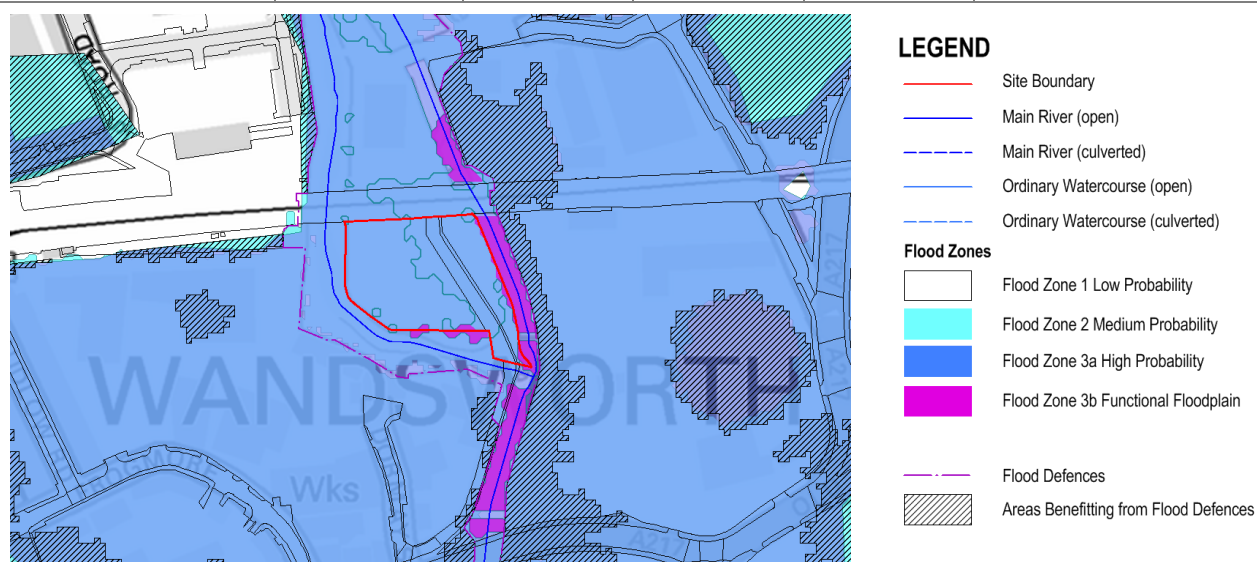 LEGEND
Site Boundary
Main River (open)
Main River (culverted)
Ordinary Watercourse (open)
Ordinary Watercourse (culverted)
Flood Zones
Flood Zone 1 Low Probability
Flood Zone 2 Medium Probability
Flood Zone 3a High Probability
Flood Zone 3b Functional Floodplain
Flood Defences
Areas Benefitting from Flood Defences
A217
WANDSWORTH
Wks
A217